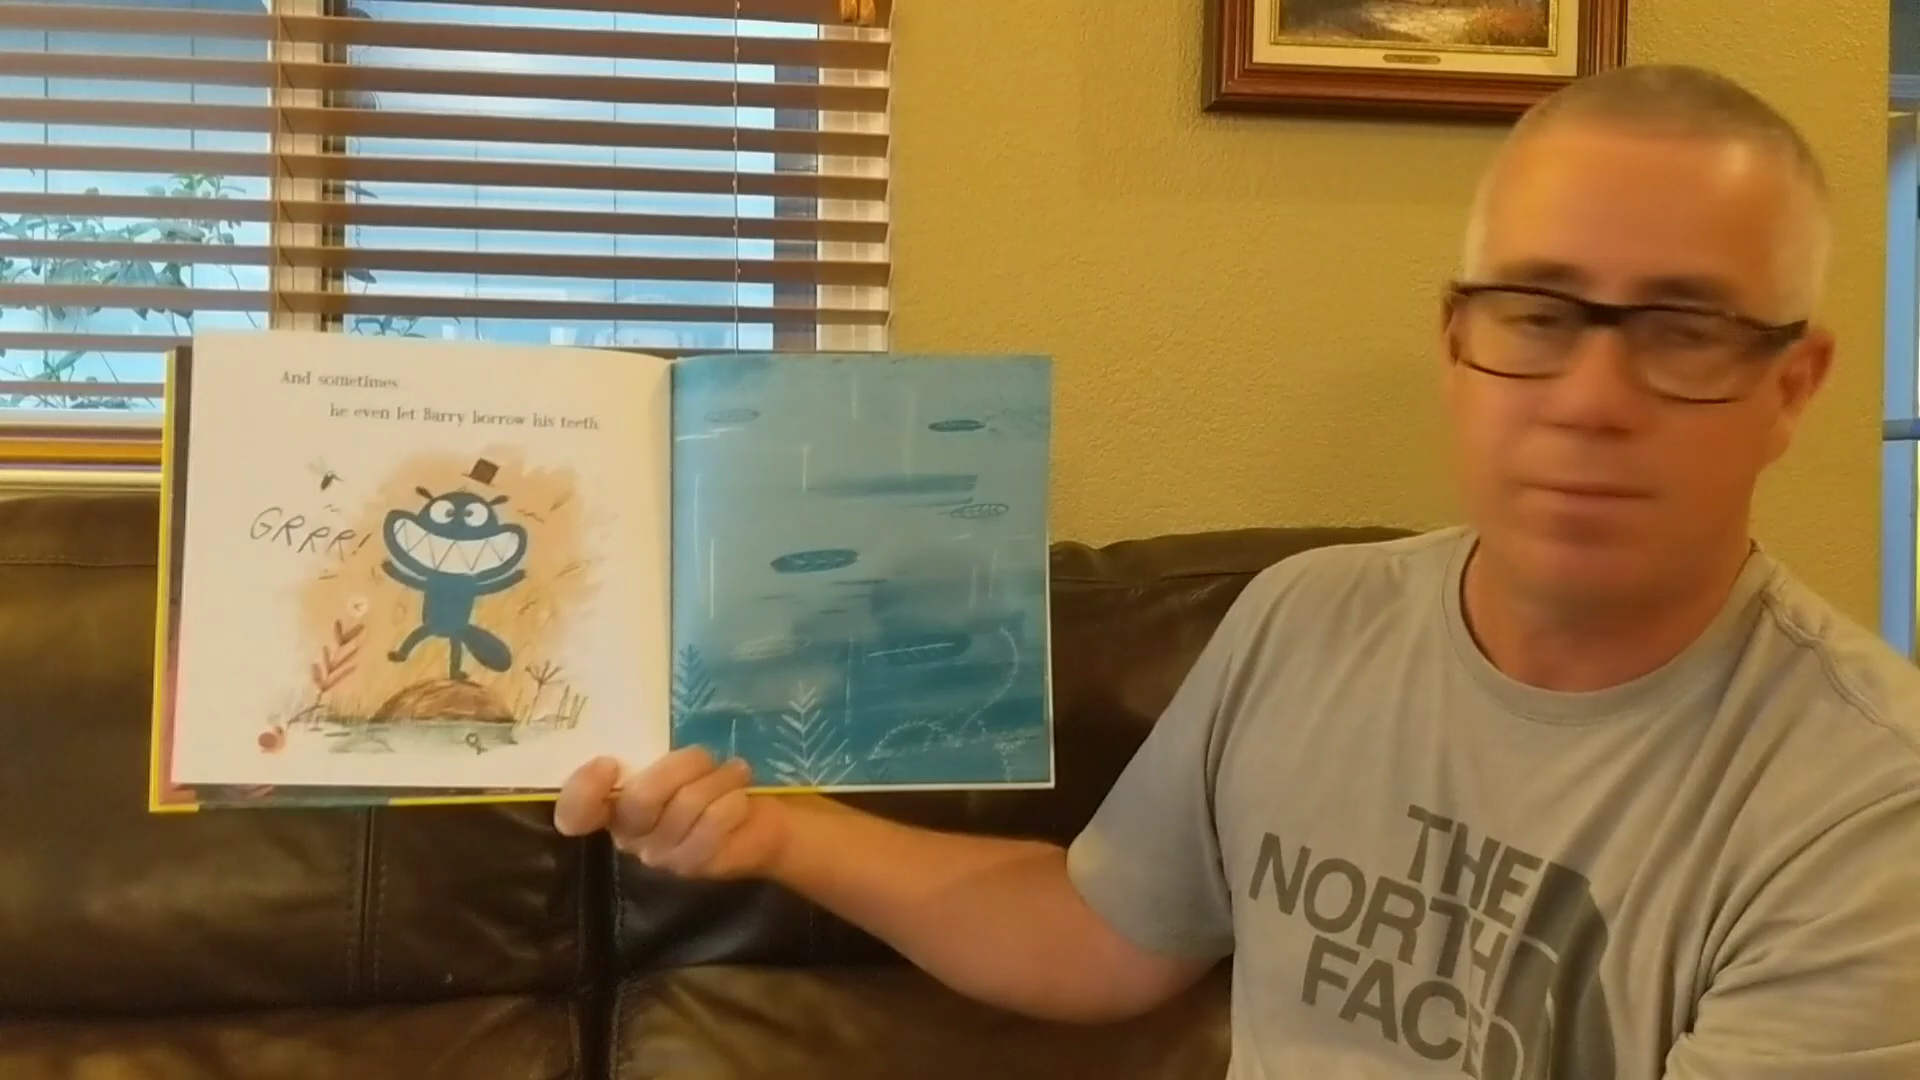 And sometimes
he even let Barry borrow his teeth.
GRRR!
THE
NORTH
FACE